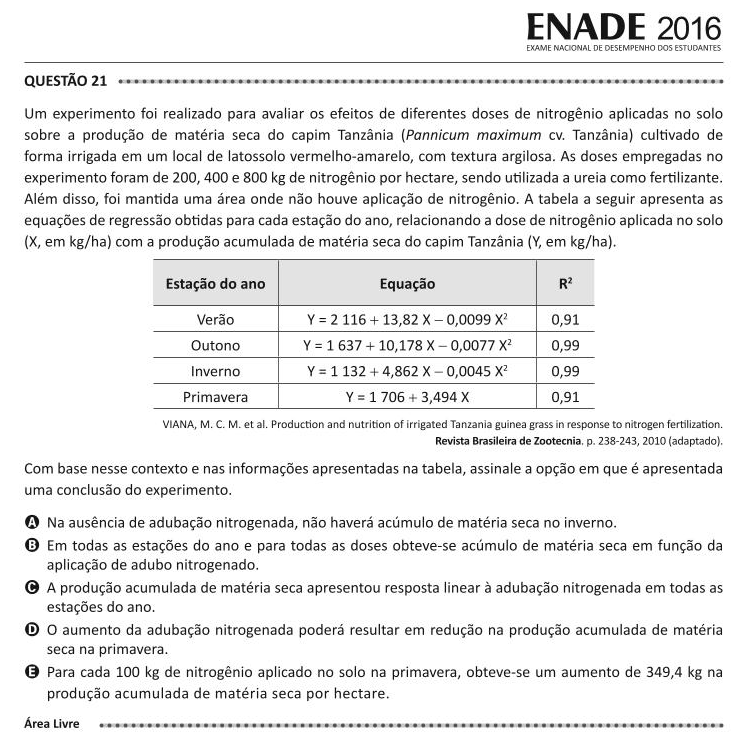 ENADE 2016
EXAME NACIONAL DE DESEMPENHO DOS ESTUDANTES
QUESTÃO 21
Um experimento foi realizado para avaliar os efeitos de diferentes doses de nitrogênio aplicadas no solo
sobre a produção de matéria seca do capim Tanzânia (Pannicum maximum cv. Tanzânia) cultivado de
forma irrigada em um local de latossolo vermelho-amarelo, com textura argilosa. As doses empregadas no
experimento foram de 200, 400 e 800 kg de nitrogênio por hectare, sendo utilizada a ureia como fertilizante.
Além disso, foi mantida uma área onde não houve aplicação de nitrogênio. A tabela a seguir apresenta as
equações de regressão obtidas para cada estação do ano, relacionando a dose de nitrogênio aplicada no solo
(X, em kg/ha) com a produção acumulada de matéria seca do capim Tanzânia (Y, em kg/ha).
Estação do ano Equação R²
Verão Y = 2 116 + 13,82 X – 0,0099 X² 0,91
Outono Y = 1 637 + 10,178 X – 0,0077 X² 0,99
Inverno Y = 1 132 + 4,862 X – 0,0045 X² 0,99
Primavera Y = 1 706 + 3,494 X 0,91
VIANA, M. C. M. et al. Production and nutrition of irrigated Tanzania guinea grass in response to nitrogen fertilization.
Revista Brasileira de Zootecnia. p. 238-243, 2010 (adaptado).
Com base nesse contexto e nas informações apresentadas na tabela, assinale a opção em que é apresentada
uma conclusão do experimento.
A Na ausência de adubação nitrogenada, não haverá acúmulo de matéria seca no inverno.
B Em todas as estações do ano e para todas as doses obteve-se acúmulo de matéria seca em função da
aplicação de adubo nitrogenado.
C A produção acumulada de matéria seca apresentou resposta linear à adubação nitrogenada em todas as
estações do ano.
D O aumento da adubação nitrogenada poderá resultar em redução na produção acumulada de matéria
seca na primavera.
E Para cada 100 kg de nitrogênio aplicado no solo na primavera, obteve-se um aumento de 349,4 kg na
produção acumulada de matéria seca por hectare.
Área Livre